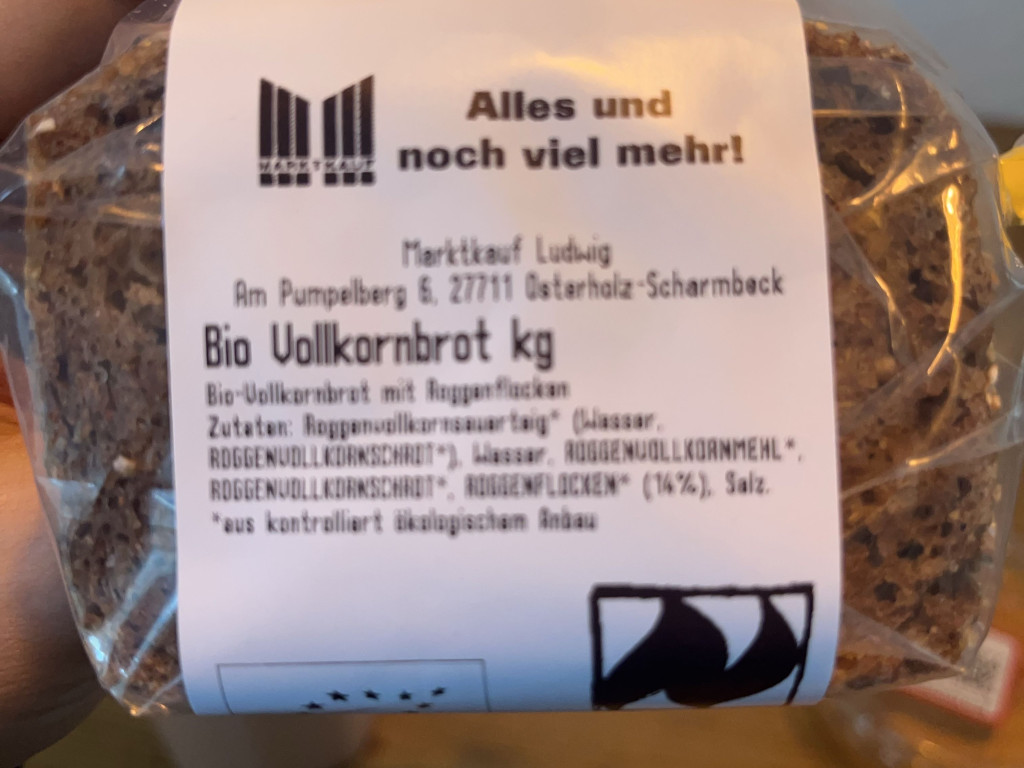 MARKTKAUF
Alles und
noch viel mehr!
Marktkauf Ludwig
Am Pumpelberg 6, 27711 Osterholz-Scharmbeck
Bio Vollkornbrot kg
Bio-Vollkornbrot mit Roggenflocken
Zutaten: Roggenvollkornsauerteig* (Wasser,
ROGGENVOLLKORNSCHROT*), Wasser, ROGGENVOLLKORNMEHL*,
ROGGENVOLLKORNSCHROT*, ROGGENFLOCKEN* (14%), Salz.
*aus kontrolliert ökologischem Anbau